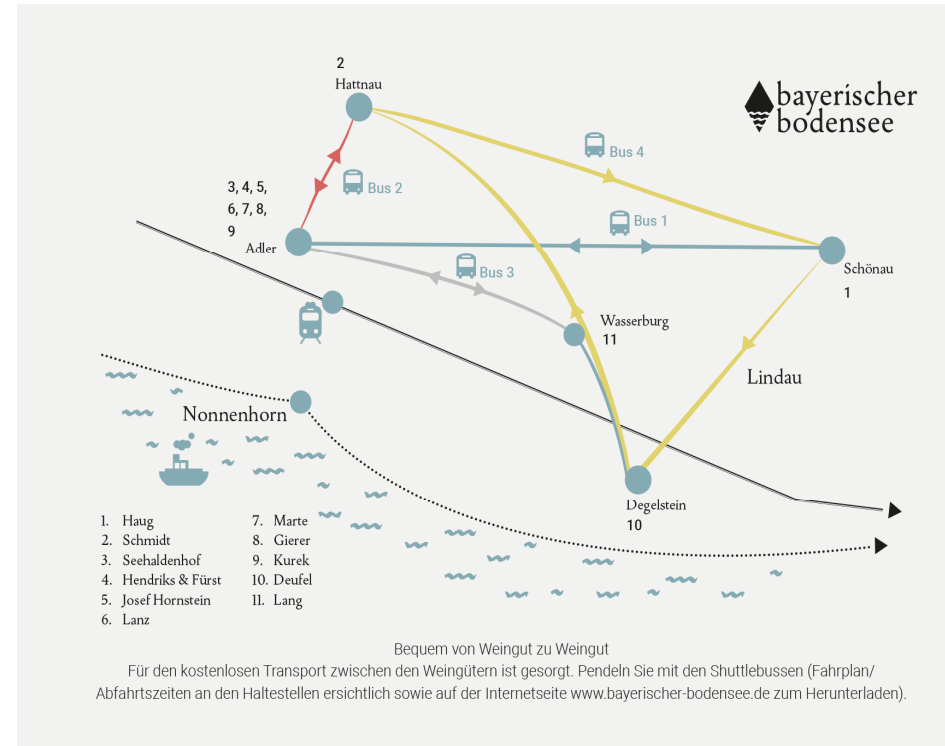 2
Hattnau
bayerischer
bodensee
Bus 4
3, 4, 5,
6, 7, 8,
9
Bus 2
Adler
Bus 1
Bus 3
Schönau
1
Wasserburg
11
Lindau
Nonnenhorn
Degelstein
10
1. Haug
2. Schmidt
3. Seehaldenhof
4. Hendriks & Fürst
5. Josef Hornstein
6. Lanz
7. Marte
8. Gierer
9. Kurek
10. Deufel
11. Lang
Bequem von Weingut zu Weingut
Für den kostenlosen Transport zwischen den Weingütern ist gesorgt. Pendeln Sie mit den Shuttlebussen (Fahrplan/
Abfahrtszeiten an den Haltestellen ersichtlich sowie auf der Internetseite www.bayerischer-bodensee.de zum Herunterladen).